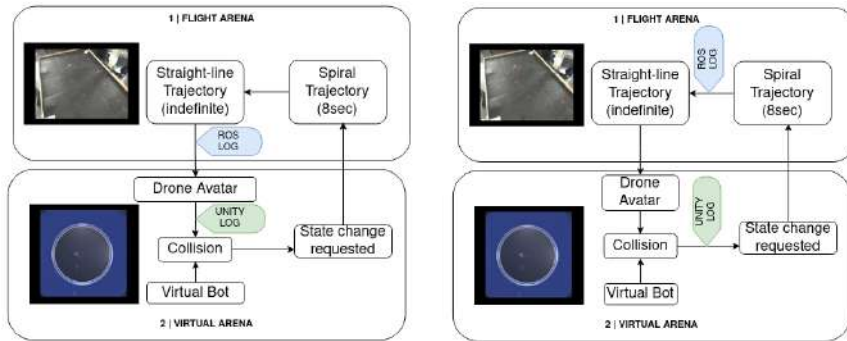 1 | FLIGHT ARENA
Straight-line
Trajectory
(indefinite)
Spiral
Trajectory
(8sec)
ROS
LOG
Drone Avatar
UNITY
LOG
Collision
State change
requested
Virtual Bot
2 | VIRTUAL ARENA
1 | FLIGHT ARENA
ROS
LOG
Straight-line
Trajectory
(indefinite)
Spiral
Trajectory
(8sec)
Drone
Avatar
UNITY
LOG
Collision
State change
requested
Virtual Bot
2 | VIRTUAL ARENA